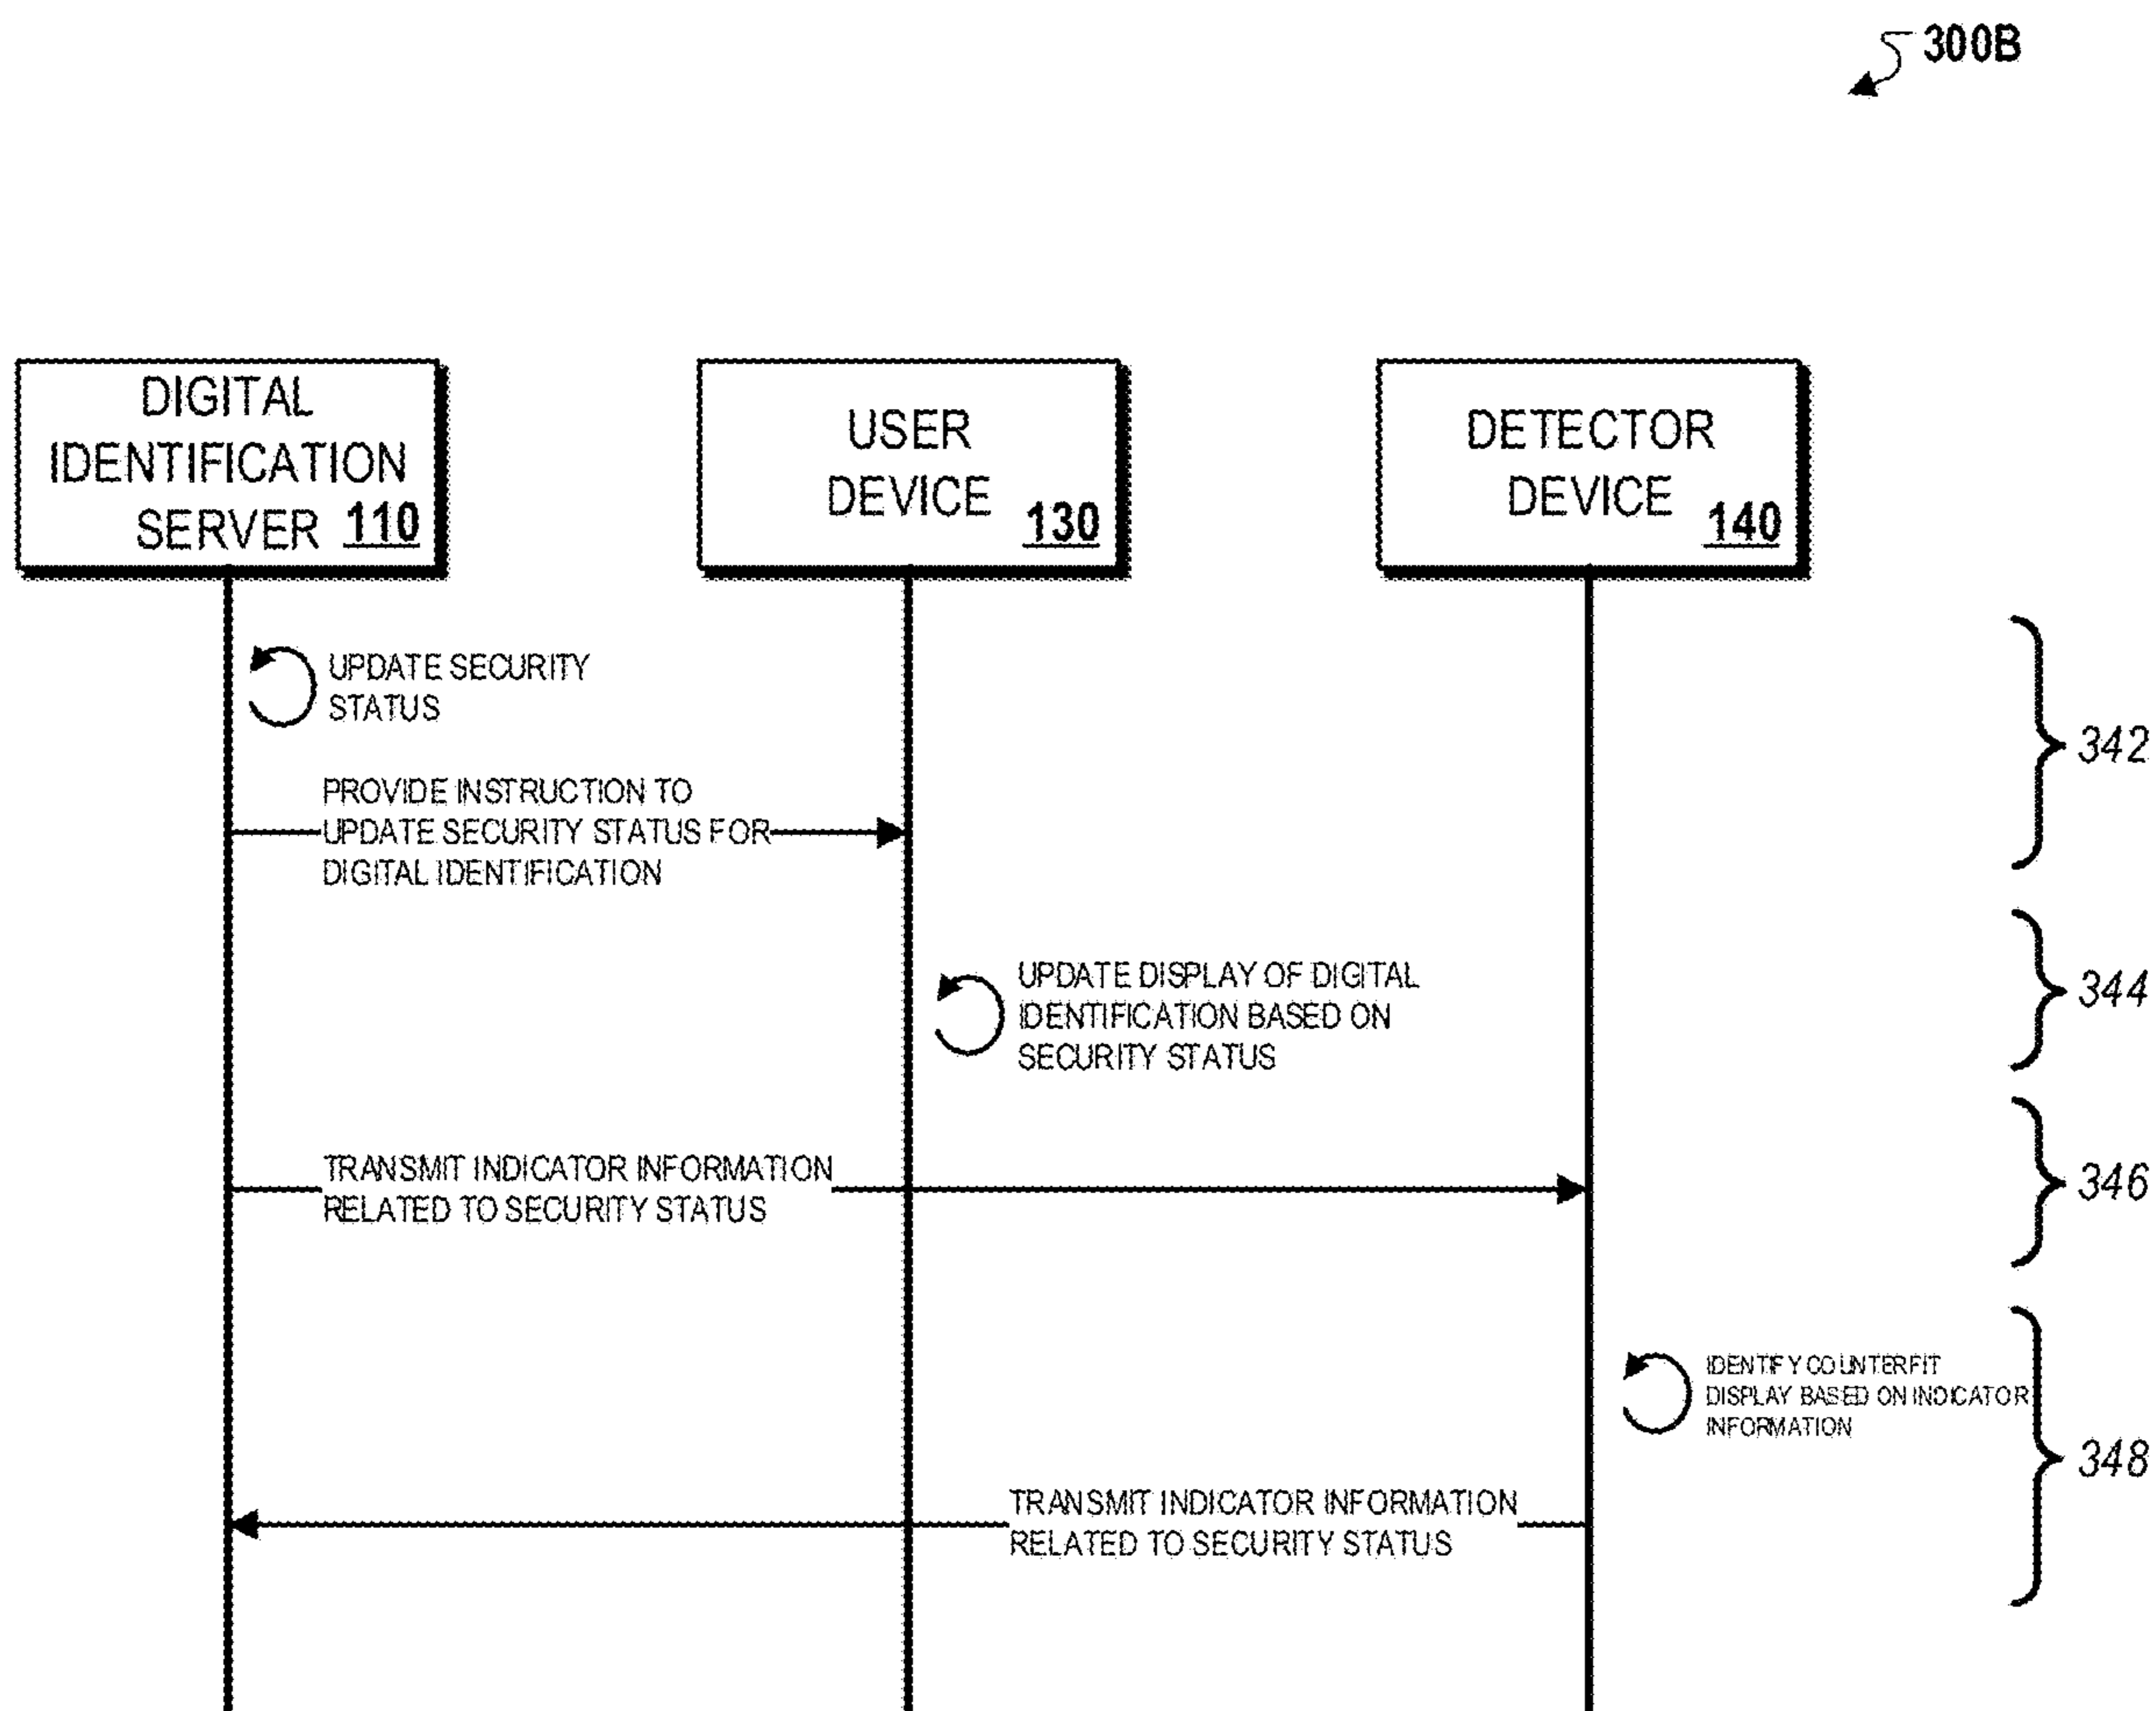 300B
DIGITAL
IDENTIFICATION
SERVER 110
USER
DEVICE 130
DETECTOR
DEVICE 140
UPDATE SECURITY
STATUS
342
PROVIDE INSTRUCTION TO
UPDATE SECURITY STATUS FOR
DIGITAL IDENTIFICATION
UPDATE DISPLAY OF DIGITAL
IDENTIFICATION BASED ON
SECURITY STATUS
344
TRANSMIT INDICATOR INFORMATION
RELATED TO SECURITY STATUS
346
IDENTIFY COUNTERFIT
DISPLAY BASED ON INDICATOR
INFORMATION
348
TRANSMIT INDICATOR INFORMATION
RELATED TO SECURITY STATUS